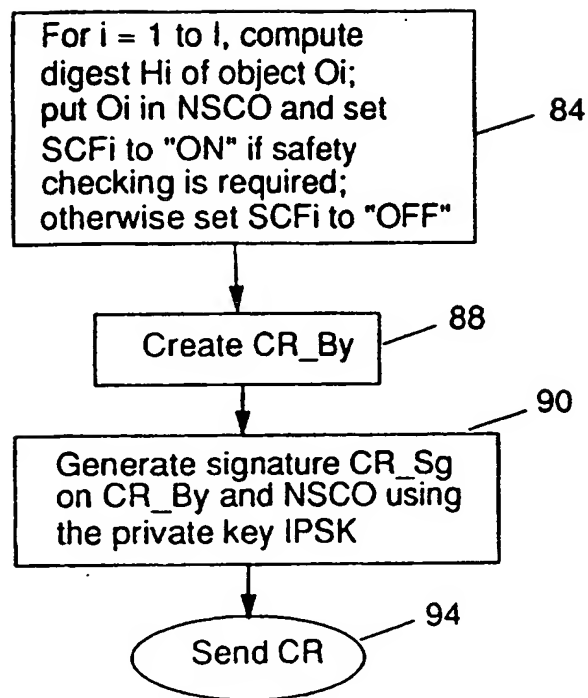 For i = 1 to I, compute
digest Hi of object Oi;
put Oi in NSCO and set
SCFi to "ON" if safety
checking is required;
otherwise set SCFi to "OFF"
84
Create CR_By
88
90
Generate signature CR_Sg
on CR_By and NSCO using
the private key IPSK
94
Send CR